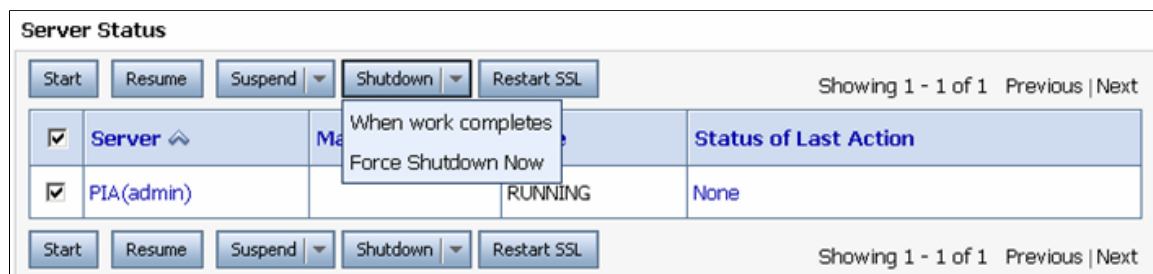 Server Status
Start Resume Suspend Shutdown Restart SSL Showing 1 - 1 of 1 Previous | Next
When work completes
Force Shutdown Now
Server Ma e Status of Last Action
PIA(admin) RUNNING None
Start Resume Suspend Shutdown Restart SSL Showing 1 - 1 of 1 Previous | Next